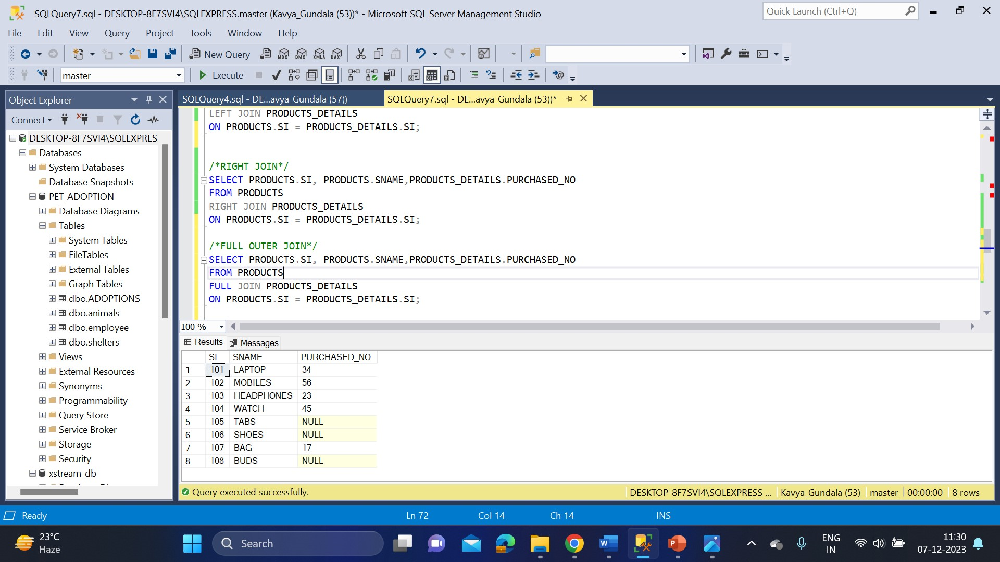 SQLQuery7.sql - DESKTOP-8F7SVI4\SQLEXPRESS.master (Kavya_Gundala (53))* - Microsoft SQL Server Management Studio
Quick Launch (Ctrl+Q)
File Edit View Query Project Tools Window Help
New Query MDX DMX XMLA DAX
master Execute
Object Explorer
Connect
DESKTOP-8F7SVI4\SQLEXPRES
Databases
System Databases
Database Snapshots
PET_ADOPTION
Database Diagrams
Tables
System Tables
FileTables
External Tables
Graph Tables
dbo.ADOPTIONS
dbo.animals
dbo.employee
dbo.shelters
Views
External Resources
Synonyms
Programmability
Query Store
Service Broker
Storage
Security
xstream_db
SQLQuery4.sql - DE...avya_Gundala (57))
SQLQuery7.sql - DE...avya_Gundala (53))*
LEFT JOIN PRODUCTS_DETAILS
ON PRODUCTS.SI = PRODUCTS_DETAILS.SI;
/*RIGHT JOIN*/
SELECT PRODUCTS.SI, PRODUCTS.SNAME,PRODUCTS_DETAILS.PURCHASED_NO
FROM PRODUCTS
RIGHT JOIN PRODUCTS_DETAILS
ON PRODUCTS.SI = PRODUCTS_DETAILS.SI;
/*FULL OUTER JOIN*/
SELECT PRODUCTS.SI, PRODUCTS.SNAME,PRODUCTS_DETAILS.PURCHASED_NO
FROM PRODUCTS
FULL JOIN PRODUCTS_DETAILS
ON PRODUCTS.SI = PRODUCTS_DETAILS.SI;
100 %
Results Messages
SI SNAME PURCHASED_NO
1 101 LAPTOP 34
2 102 MOBILES 56
3 103 HEADPHONES 23
4 104 WATCH 45
5 105 TABS NULL
6 106 SHOES NULL
7 107 BAG 17
8 108 BUDS NULL
Query executed successfully.
DESKTOP-8F7SVI4\SQLEXPRESS ... Kavya_Gundala (53) master 00:00:00 8 rows
Ready Ln 72 Col 14 Ch 14 INS
23°C
Haze
Search
ENG
IN
11:30
07-12-2023